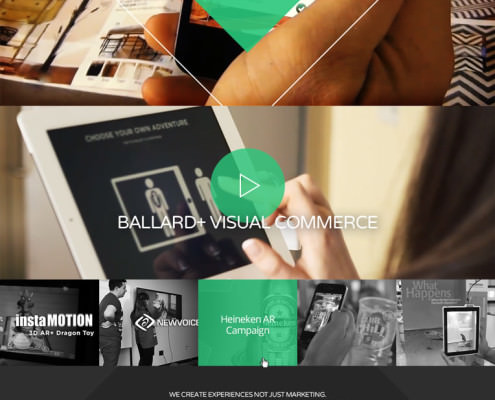 CHOOSE YOUR OWN ADVENTURE
BALLARD+ VISUAL COMMERCE
instaMOTION
3D AR+ Dragon Toy
NEWVOICE
Heineken AR
Campaign
What
Happens
WE CREATE EXPERIENCES NOT JUST MARKETING.